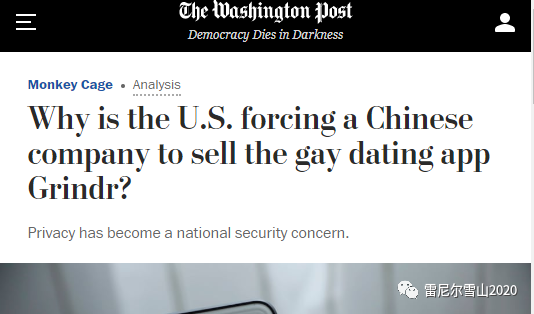 The Washington Post
Democracy Dies in Darkness
Monkey Cage • Analysis
Why is the U.S. forcing a Chinese
company to sell the gay dating app
Grindr?
Privacy has become a national security concern.
雷尼尔雪山2020